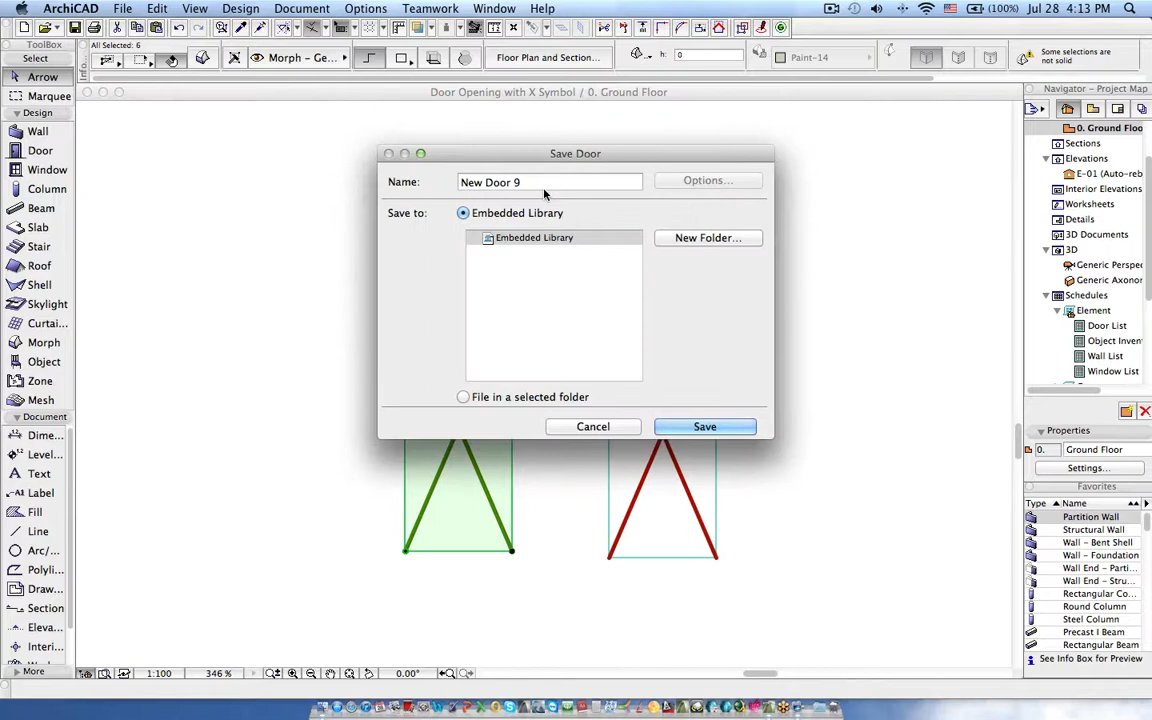 ArchiCAD File Edit View Design Document Options Teamwork Window Help (100%) Jul 28 4:13 PM
ToolBox
Select
Arrow
Marquee
Design
Wall
Door
Window
Column
Beam
Slab
Stair
Roof
Shell
Skylight
Curtai...
Morph
Object
Zone
Mesh
Document
Dime...
Level...
Text
Label
Fill
Line
Arc/...
Polyli...
Draw...
Section
Eleva...
Interi...
More
Info.
All Selected: 6
Morph - Ge...
Floor Plan and Section...
h:
0
Paint-14
Some selections are
not solid
Door Opening with X Symbol / 0. Ground Floor
Save Door
Name:
New Door 9
Options...
Save to:
Embedded Library
Embedded Library
New Folder...
File in a selected folder
Cancel
Save
1:100
346 %
0.00°
Navigator - Project Map
0. Ground Floo
Sections
Elevations
E-01 (Auto-reb
Interior Elevations
Worksheets
Details
3D Documents
3D
Generic Perspe
Generic Axonor
Schedules
Element
Door List
Object Inven
Wall List
Window List
Properties
0.
Ground Floor
Settings...
Favorites
Type Name
Partition Wall
Structural Wall
Wall - Bent Shell
Wall - Foundation
Wall End - Parti...
Wall End - Stru...
Rectangular Co...
Round Column
Steel Column
Precast I Beam
Rectangular Beam
See Info Box for Preview